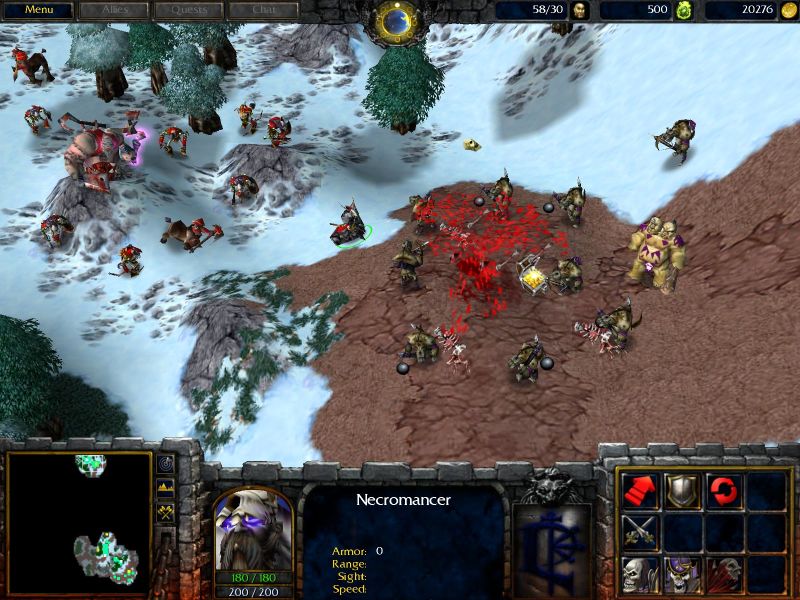 Menu Allies Quests Chat 58/30 500 20276
Necromancer
Armor: 0
Range:
Sight:
Speed:
180 / 180
200 / 200